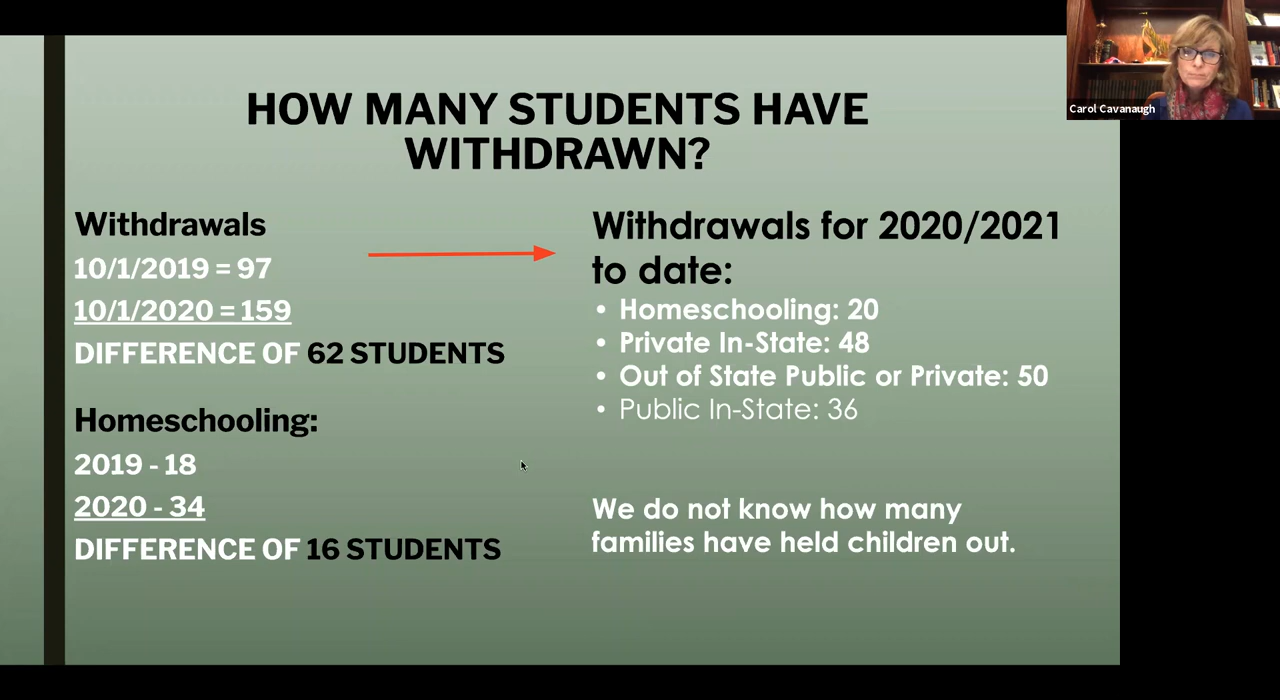 HOW MANY STUDENTS HAVE
WITHDRAWN?
Withdrawals
10/1/2019 = 97
10/1/2020 = 159
DIFFERENCE OF 62 STUDENTS
Homeschooling:
2019 - 18
2020 - 34
DIFFERENCE OF 16 STUDENTS
Withdrawals for 2020/2021
to date:
• Homeschooling: 20
• Private In-State: 48
• Out of State Public or Private: 50
• Public In-State: 36
We do not know how many
families have held children out.
Carol Cavanaugh